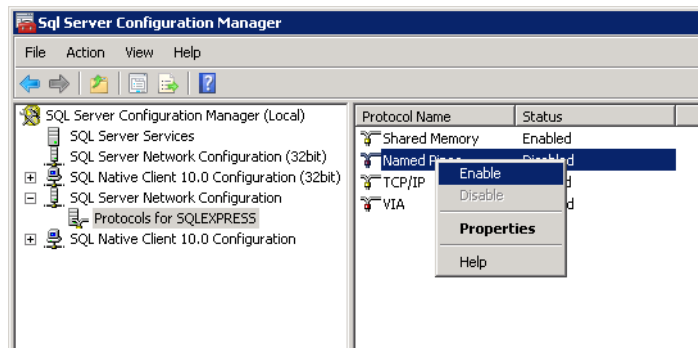 Sql Server Configuration Manager
File Action View Help
SQL Server Configuration Manager (Local)
SQL Server Services
SQL Server Network Configuration (32bit)
SQL Native Client 10.0 Configuration (32bit)
SQL Server Network Configuration
Protocols for SQLEXPRESS
SQL Native Client 10.0 Configuration
Protocol Name Status
Shared Memory Enabled
Named
TCP/IP
VIA
Enable
Disable
Properties
Help